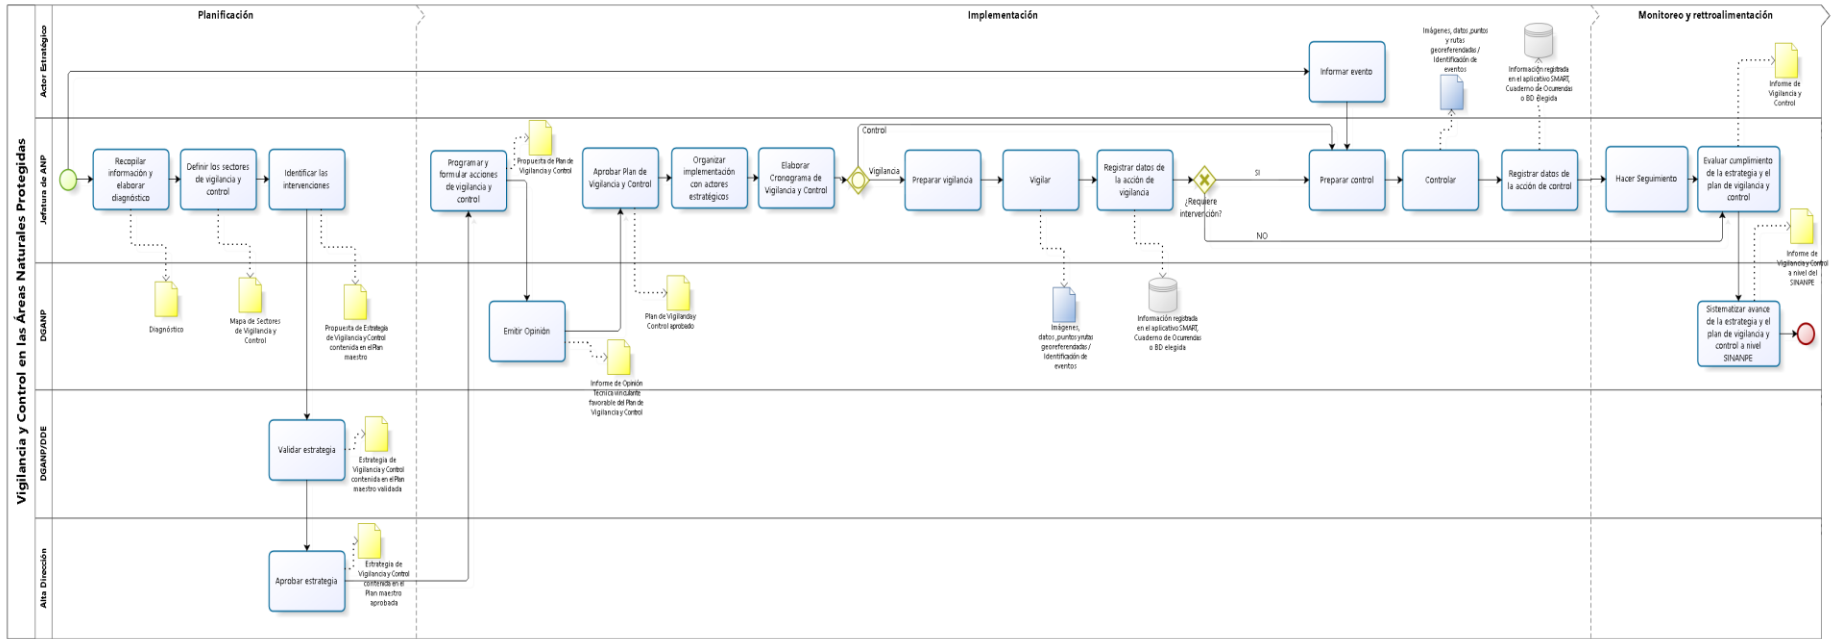 Vigilancia y Control en las Áreas Naturales Protegidas
Planificación
Implementación
Monitoreo y rettroalimentación
Actor Estratégico
Informar evento
Imágenes, datos ,puntos
y rutas
georeferendadas /
Identificación de
eventos
Información registrada
en el aplicativo SMART,
Cuaderno de Ocurrencias
o BD elegida
Informe de
Vigilancia y
Control
Jefatura de ANP
Recopilar
información y
elaborar
diagnóstico
Definir los sectores
de vigilancia y
control
Identificar las
intervenciones
Programar y
formular acciones
de vigilancia y
control
Propuesta de Plan de
Vigilancia y Control
Aprobar Plan de
Vigilancia y Control
Organizar
implementación
con actores
estratégicos
Elaborar
Cronograma de
Vigilancia y Control
Control
Vigilancia
Preparar vigilancia
Vigilar
Registrar datos de
la acción de
vigilancia
¿Requiere
intervención?
SI
NO
Preparar control
Controlar
Registrar datos de
la acción de control
Hacer Seguimiento
Evaluar cumplimiento
de la estrategia y el
plan de vigilancia y
control
Informe de
Vigilancia y Control
a nivel del
SINANPE
DGANP
Diagnóstico
Mapa de Sectores
de Vigilancia y
Control
Propuesta de Estrategia
de Vigilancia y Control
contenida en el Plan
maestro
Emitir Opinión
Informe de Opinión
Técnica vinculante
favorable del Plan de
Vigilancia y Control
Plan de Vigilancia y
Control aprobado
Imágenes,
datos ,puntos y rutas
georeferendadas /
Identificación de
eventos
Información registrada
en el aplicativo SMART,
Cuaderno de Ocurrencias
o BD elegida
Sistematizar avance
de la estrategia y el
plan de vigilancia y
control a nivel
SINANPE
DGANP/DDE
Validar estrategia
Estrategia de
Vigilancia y Control
contenida en el Plan
maestro validada
Alta Dirección
Aprobar estrategia
Estrategia de
Vigilancia y Control
contenida en el
Plan maestro
aprobada